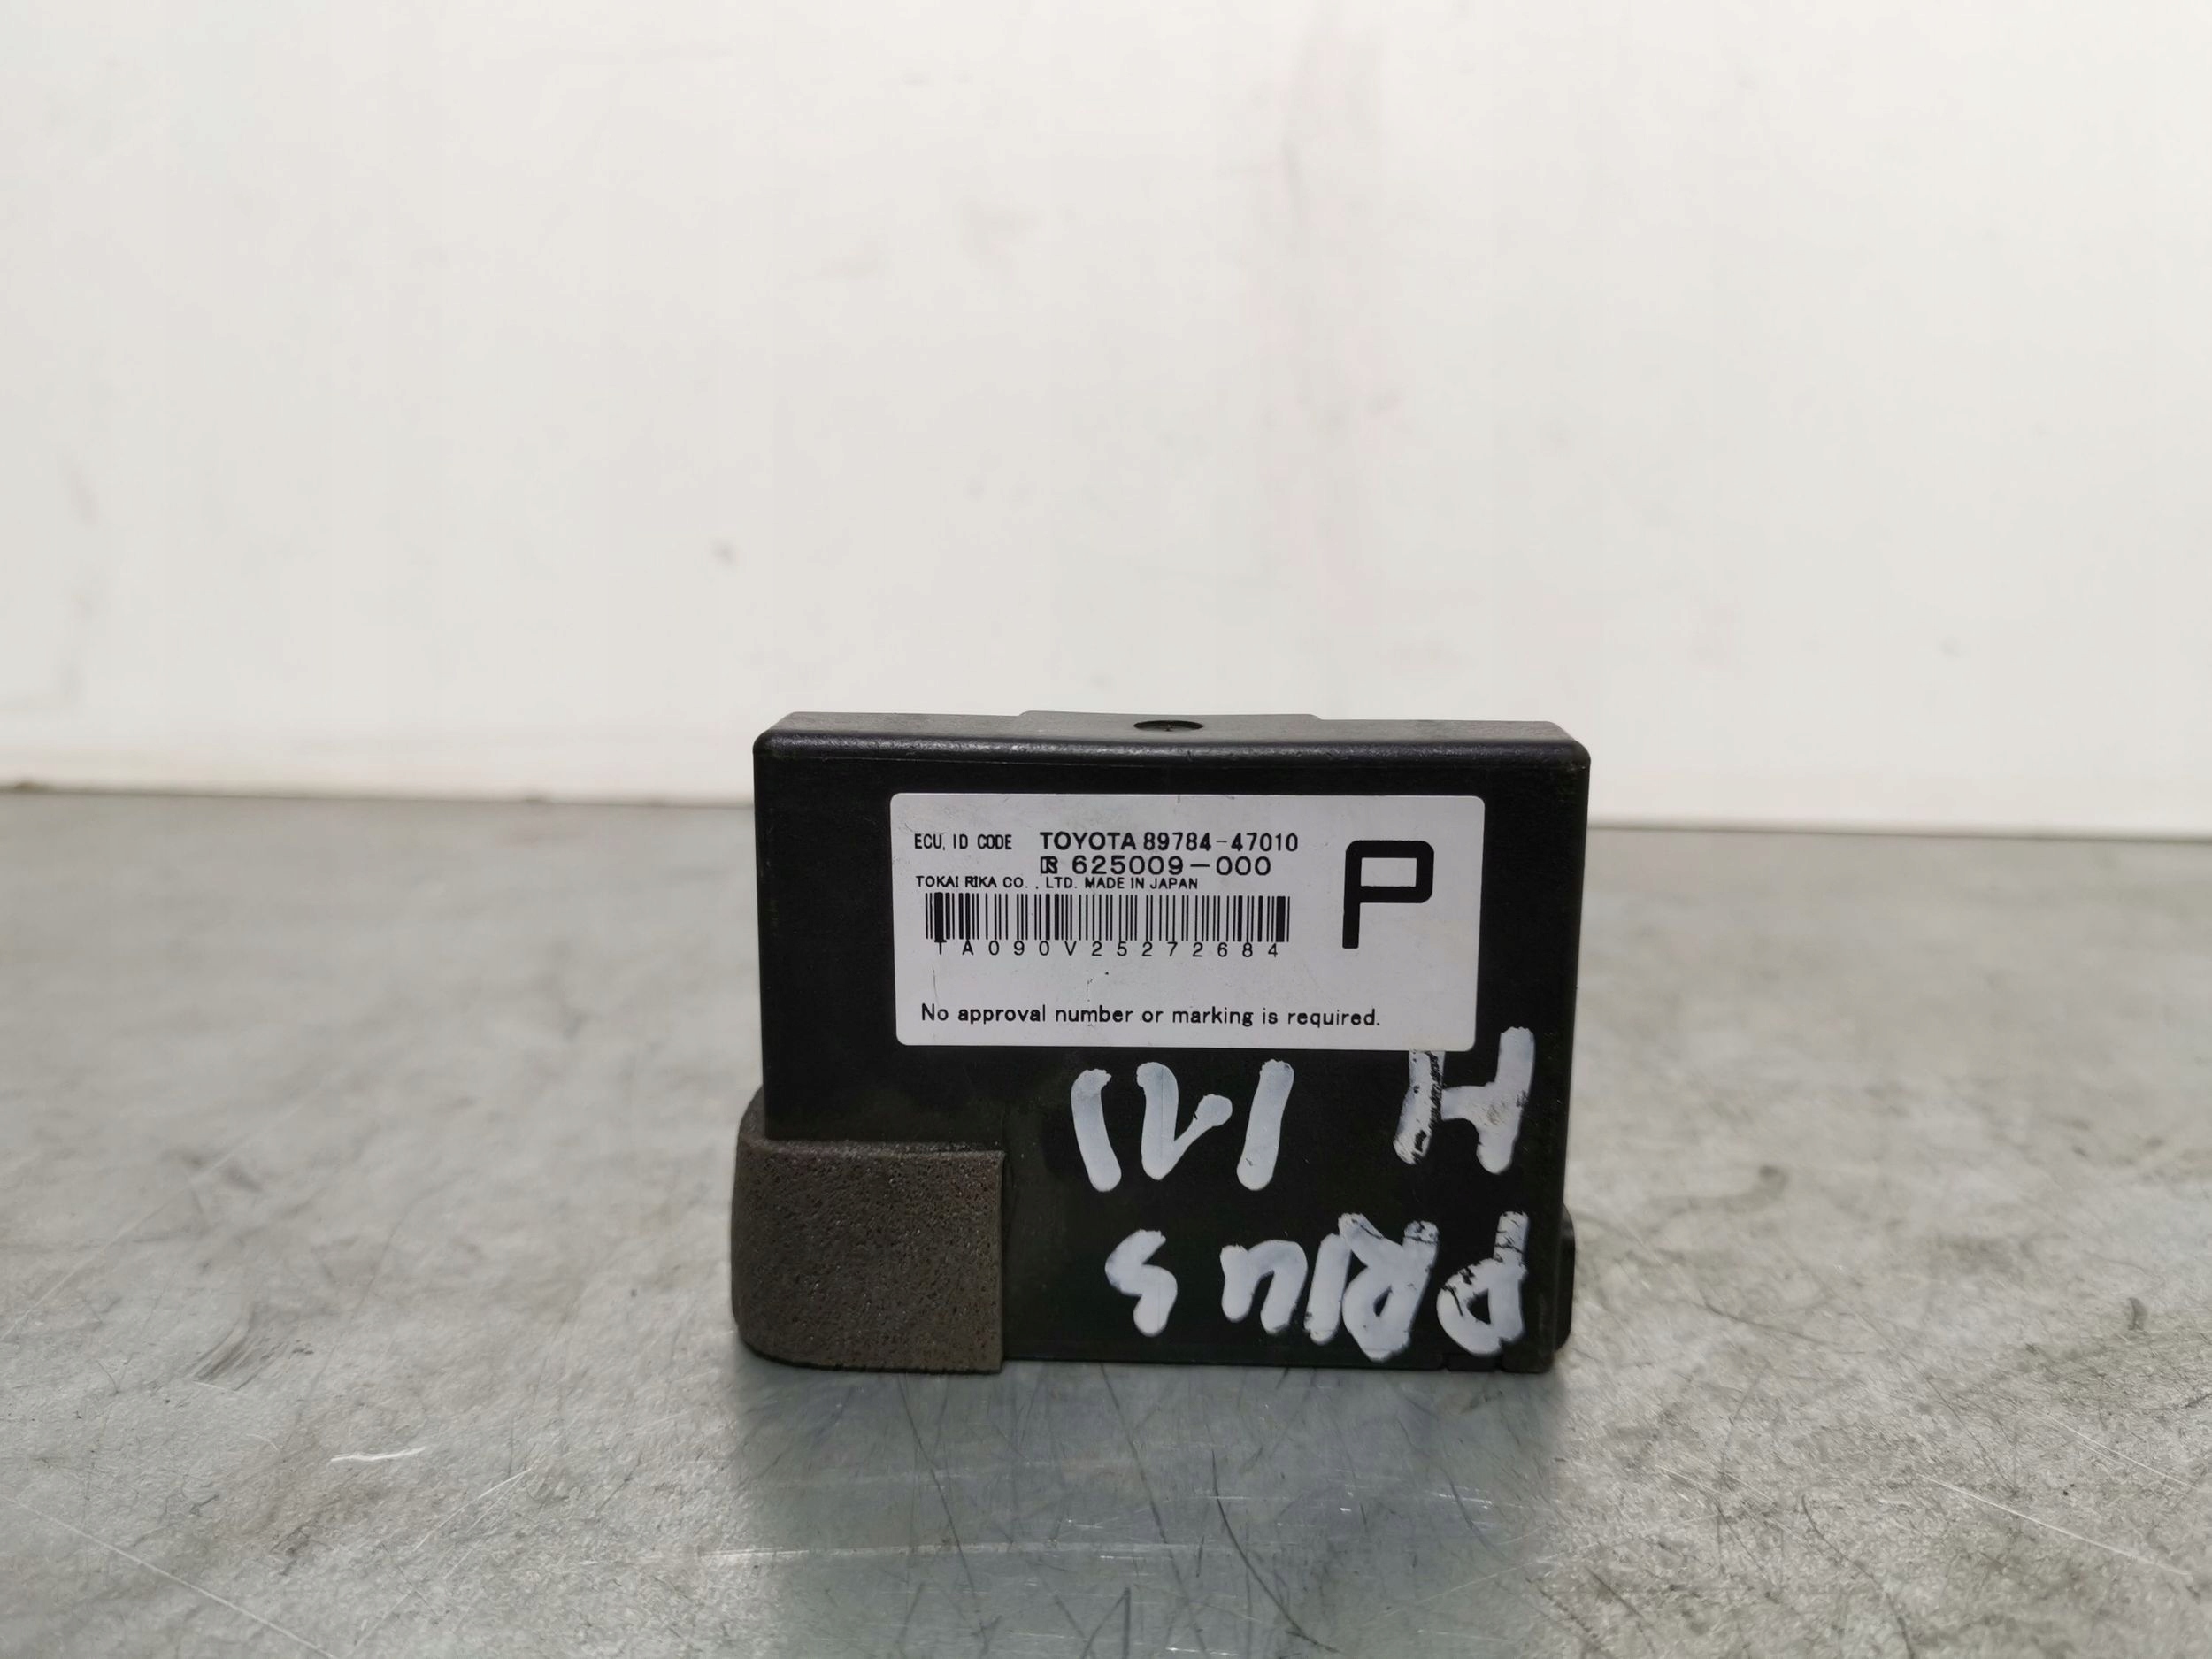 ECU, ID CODE TOYOTA 89784-47010
625009-000
TOKAI RIKA CO., LTD. MADE IN JAPAN
TA090V25272684
P
No approval number or marking is required.
PRIuS
H